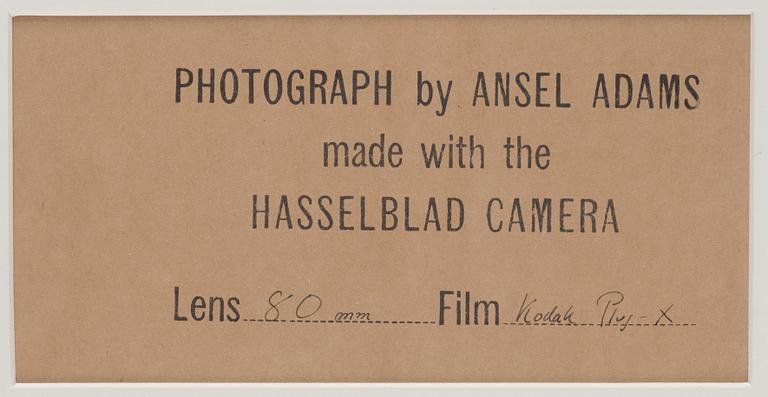 PHOTOGRAPH by ANSEL ADAMS
made with the
HASSELBLAD CAMERA
Lens 80 mm Film Kodak Plus-X